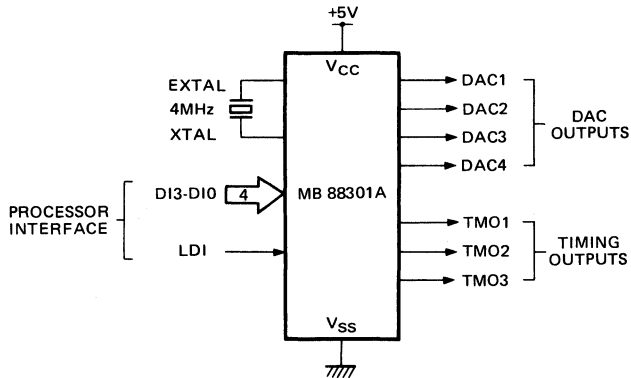 +5V
VCC
EXTAL
4MHz
XTAL
DAC1
DAC2
DAC3
DAC4
DAC
OUTPUTS
PROCESSOR
INTERFACE
DI3-DI0
4
LDI
MB 88301A
TMO1
TMO2
TMO3
TIMING
OUTPUTS
VSS